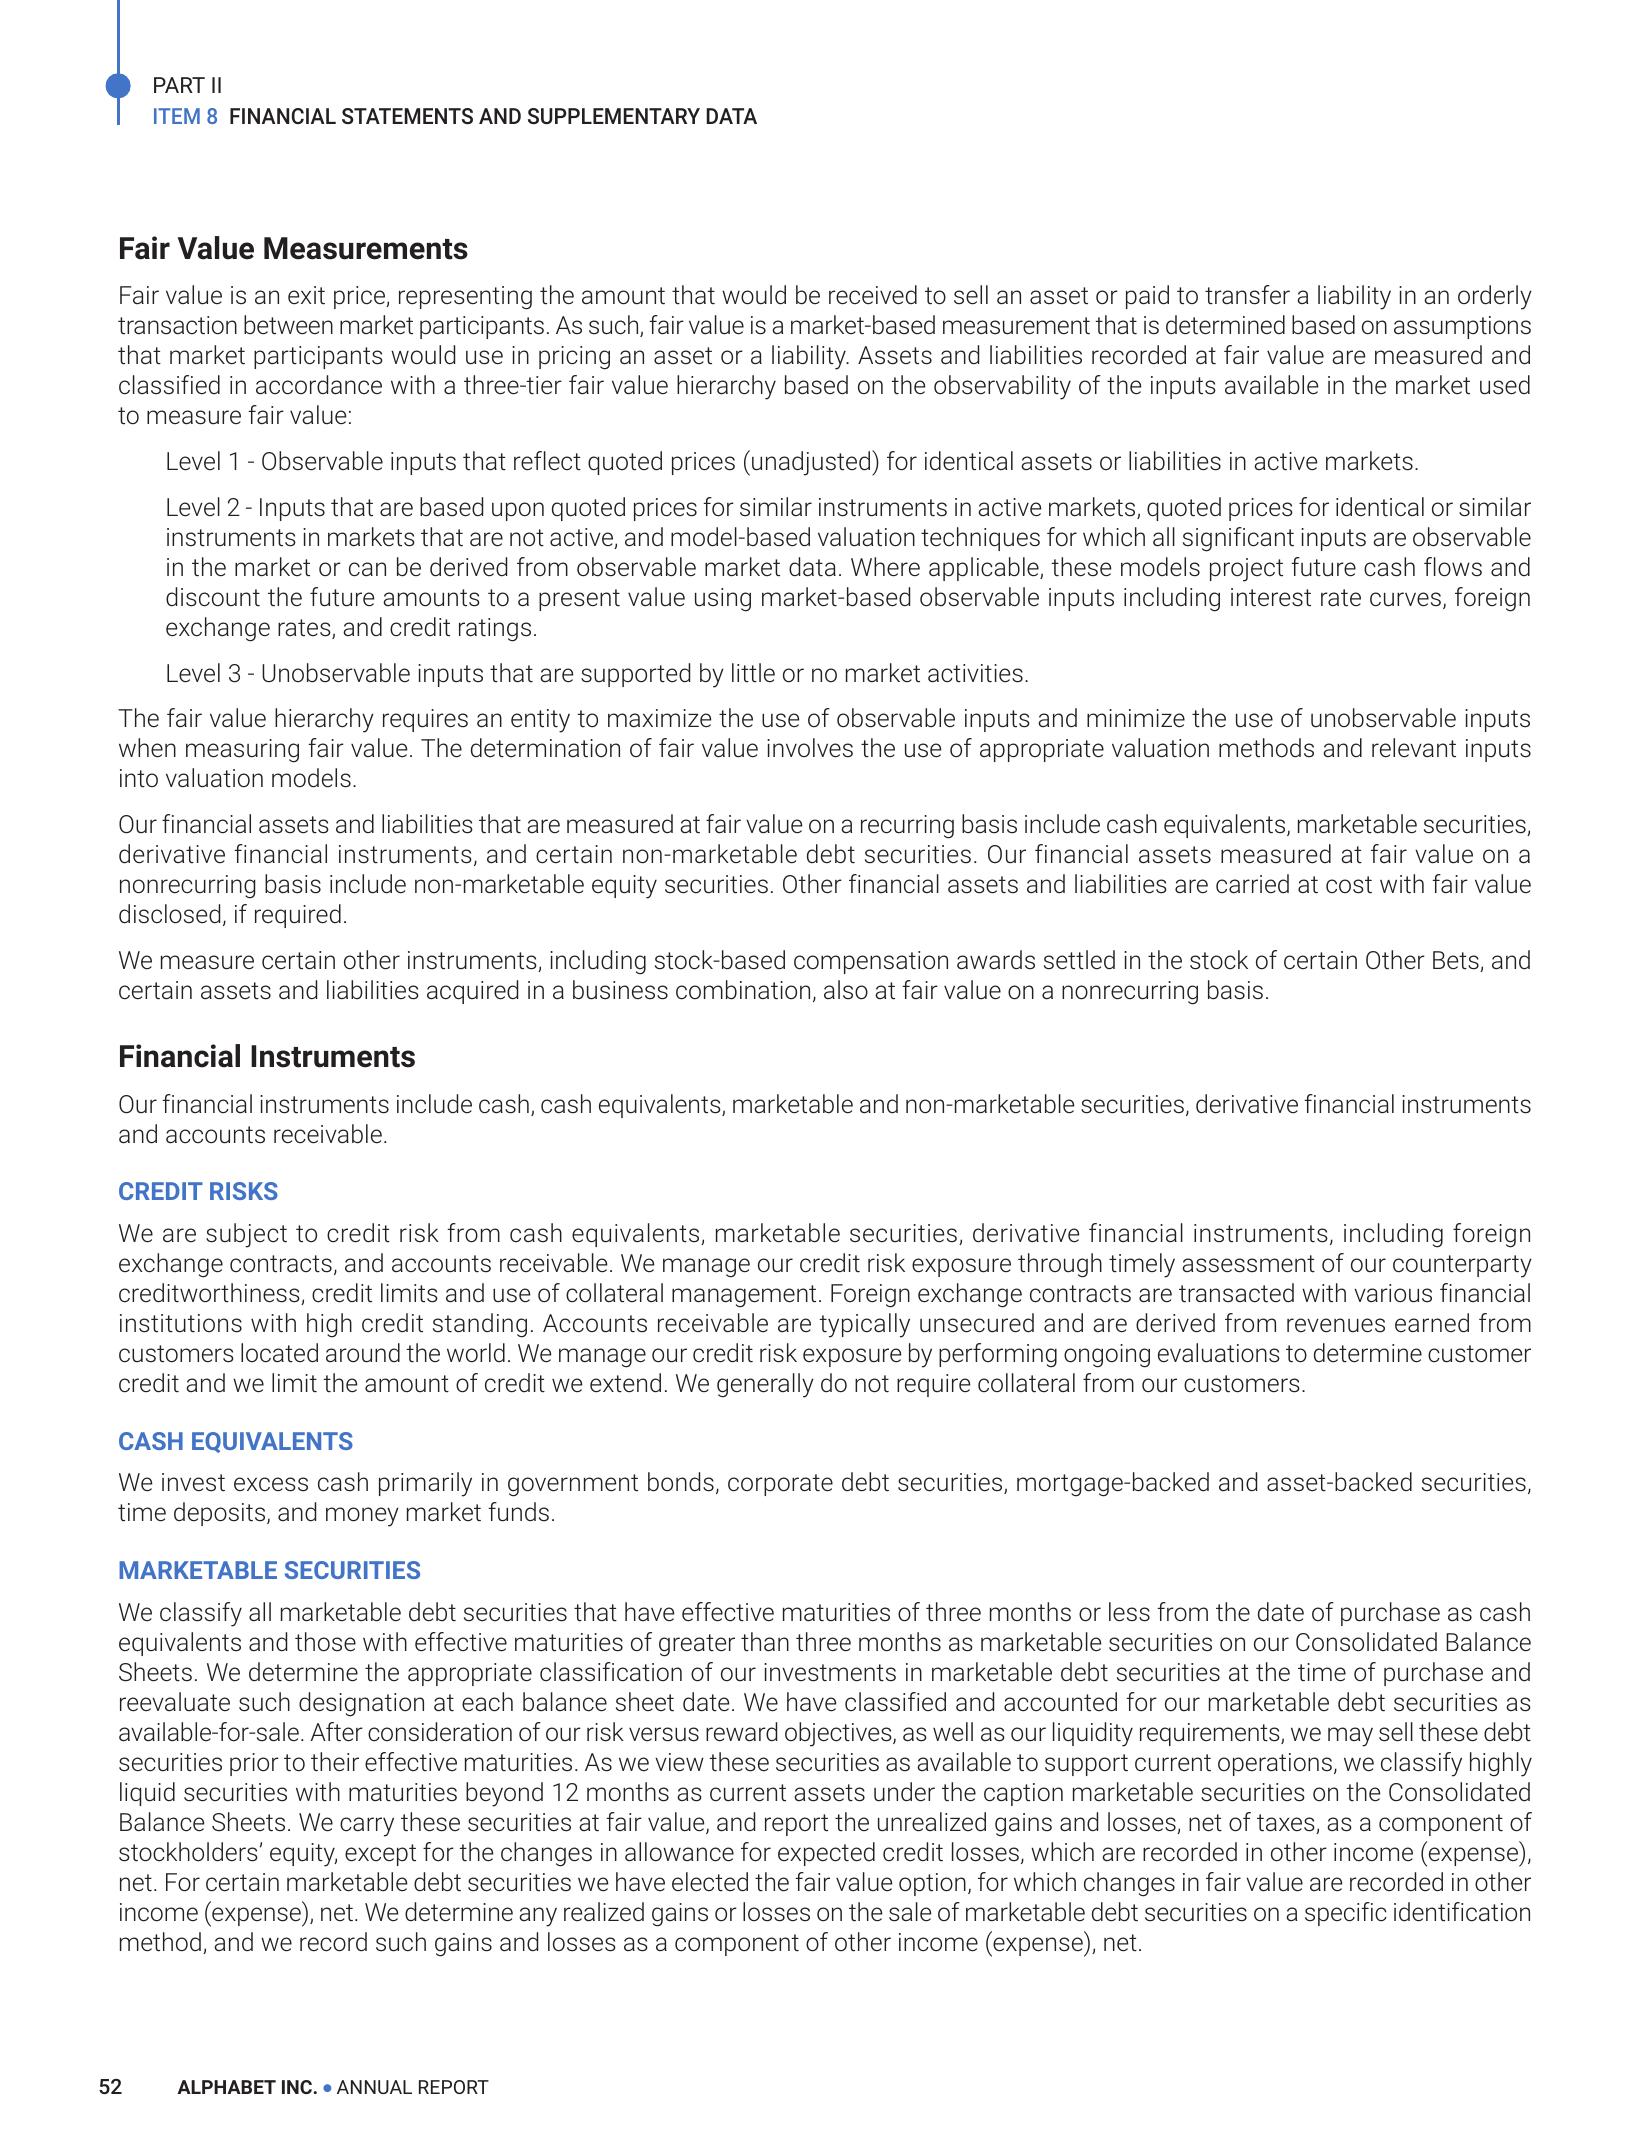 PART II
ITEM 8 FINANCIAL STATEMENTS AND SUPPLEMENTARY DATA
Fair Value Measurements
Fair value is an exit price, representing the amount that would be received to sell an asset or paid to transfer a liability in an orderly
transaction between market participants. As such, fair value is a market-based measurement that is determined based on assumptions
that market participants would use in pricing an asset or a liability. Assets and liabilities recorded at fair value are measured and
classified in accordance with a three-tier fair value hierarchy based on the observability of the inputs available in the market used
to measure fair value:
Level 1 - Observable inputs that reflect quoted prices (unadjusted) for identical assets or liabilities in active markets.
Level 2 - Inputs that are based upon quoted prices for similar instruments in active markets, quoted prices for identical or similar
instruments in markets that are not active, and model-based valuation techniques for which all significant inputs are observable
in the market or can be derived from observable market data. Where applicable, these models project future cash flows and
discount the future amounts to a present value using market-based observable inputs including interest rate curves, foreign
exchange rates, and credit ratings.
Level 3 - Unobservable inputs that are supported by little or no market activities.
The fair value hierarchy requires an entity to maximize the use of observable inputs and minimize the use of unobservable inputs
when measuring fair value. The determination of fair value involves the use of appropriate valuation methods and relevant inputs
into valuation models.
Our financial assets and liabilities that are measured at fair value on a recurring basis include cash equivalents, marketable securities,
derivative financial instruments, and certain non-marketable debt securities. Our financial assets measured at fair value on a
nonrecurring basis include non-marketable equity securities. Other financial assets and liabilities are carried at cost with fair value
disclosed, if required.
We measure certain other instruments, including stock-based compensation awards settled in the stock of certain Other Bets, and
certain assets and liabilities acquired in a business combination, also at fair value on a nonrecurring basis.
Financial Instruments
Our financial instruments include cash, cash equivalents, marketable and non-marketable securities, derivative financial instruments
and accounts receivable.
CREDIT RISKS
We are subject to credit risk from cash equivalents, marketable securities, derivative financial instruments, including foreign
exchange contracts, and accounts receivable. We manage our credit risk exposure through timely assessment of our counterparty
creditworthiness, credit limits and use of collateral management. Foreign exchange contracts are transacted with various financial
institutions with high credit standing. Accounts receivable are typically unsecured and are derived from revenues earned from
customers located around the world. We manage our credit risk exposure by performing ongoing evaluations to determine customer
credit and we limit the amount of credit we extend. We generally do not require collateral from our customers.
CASH EQUIVALENTS
We invest excess cash primarily in government bonds, corporate debt securities, mortgage-backed and asset-backed securities,
time deposits, and money market funds.
MARKETABLE SECURITIES
We classify all marketable debt securities that have effective maturities of three months or less from the date of purchase as cash
equivalents and those with effective maturities of greater than three months as marketable securities on our Consolidated Balance
Sheets. We determine the appropriate classification of our investments in marketable debt securities at the time of purchase and
reevaluate such designation at each balance sheet date. We have classified and accounted for our marketable debt securities as
available-for-sale. After consideration of our risk versus reward objectives, as well as our liquidity requirements, we may sell these debt
securities prior to their effective maturities. As we view these securities as available to support current operations, we classify highly
liquid securities with maturities beyond 12 months as current assets under the caption marketable securities on the Consolidated
Balance Sheets. We carry these securities at fair value, and report the unrealized gains and losses, net of taxes, as a component of
stockholders’ equity, except for the changes in allowance for expected credit losses, which are recorded in other income (expense),
net. For certain marketable debt securities we have elected the fair value option, for which changes in fair value are recorded in other
income (expense), net. We determine any realized gains or losses on the sale of marketable debt securities on a specific identification
method, and we record such gains and losses as a component of other income (expense), net.
52 ALPHABET INC. • ANNUAL REPORT